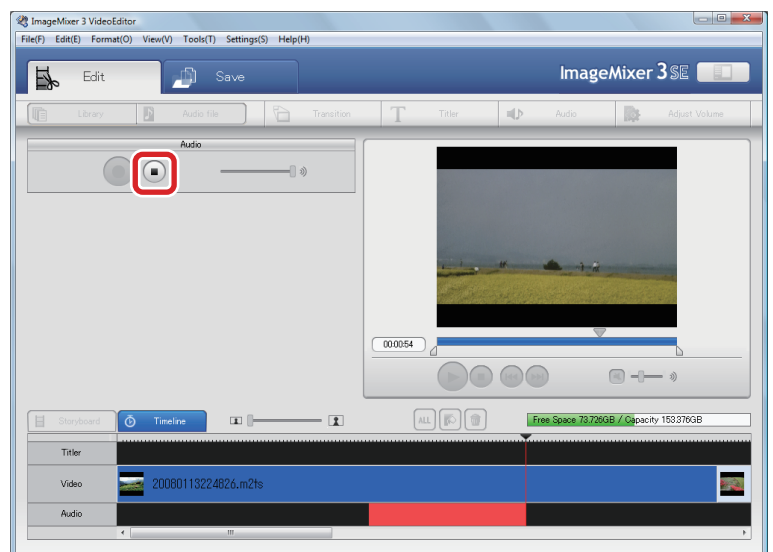 ImageMixer 3 VideoEditor
File(F) Edit(E) Format(O) View(V) Tools(T) Settings(S) Help(H)
Edit
Save
ImageMixer 3 SE
Library
Audio file
Transition
T
Titler
Audio
Adjust Volume
Audio
00:00:54
Storyboard
Timeline
ALL
Free Space 73.726GB / Capacity 153.376GB
Titler
Video
20080113224826.m2ts
Audio